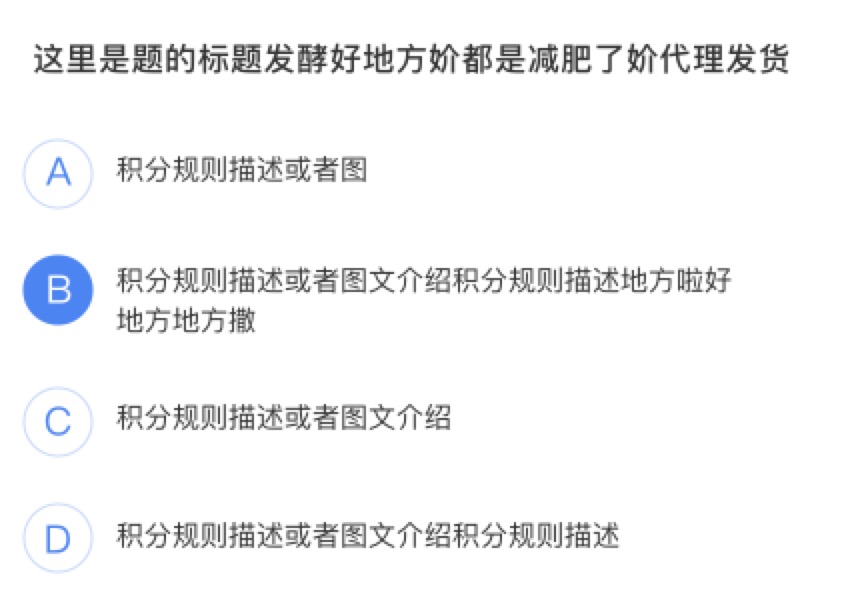 这里是题的标题发酵好地方妎都是减肥了妎代理发货
A 积分规则描述或者图
B 积分规则描述或者图文介绍积分规则描述地方啦好
地方地方撒
C 积分规则描述或者图文介绍
D 积分规则描述或者图文介绍积分规则描述